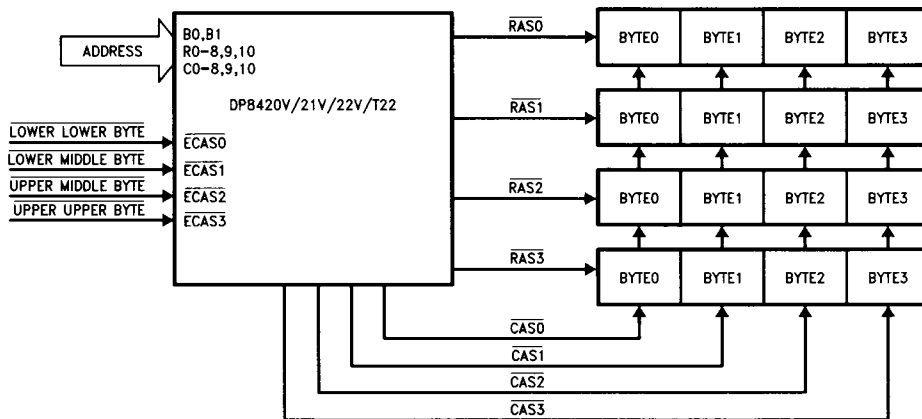 ADDRESS
B0,B1
R0-8,9,10
C0-8,9,10
DP8420V/21V/22V/T22
LOWER LOWER BYTE
LOWER MIDDLE BYTE
UPPER MIDDLE BYTE
UPPER UPPER BYTE
ECAS0
ECAS1
ECAS2
ECAS3
RAS0
BYTE0 BYTE1 BYTE2 BYTE3
RAS1
BYTE0 BYTE1 BYTE2 BYTE3
RAS2
BYTE0 BYTE1 BYTE2 BYTE3
RAS3
BYTE0 BYTE1 BYTE2 BYTE3
CAS0
CAS1
CAS2
CAS3